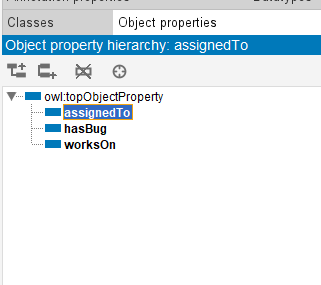 Annotation properties Datatypes
Classes Object properties
Object property hierarchy: assignedTo
owl:topObjectProperty
assignedTo
hasBug
worksOn